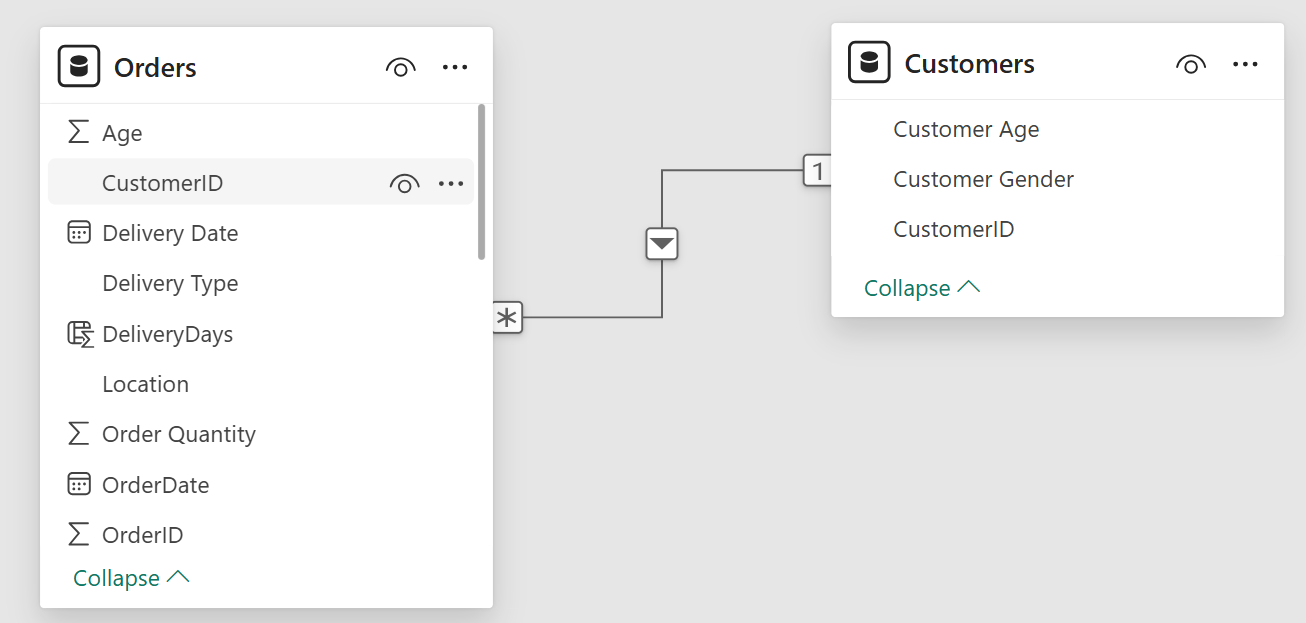 Orders
Age
CustomerID
Delivery Date
Delivery Type
DeliveryDays
Location
Order Quantity
OrderDate
OrderID
Collapse
*
1
Customers
Customer Age
Customer Gender
CustomerID
Collapse